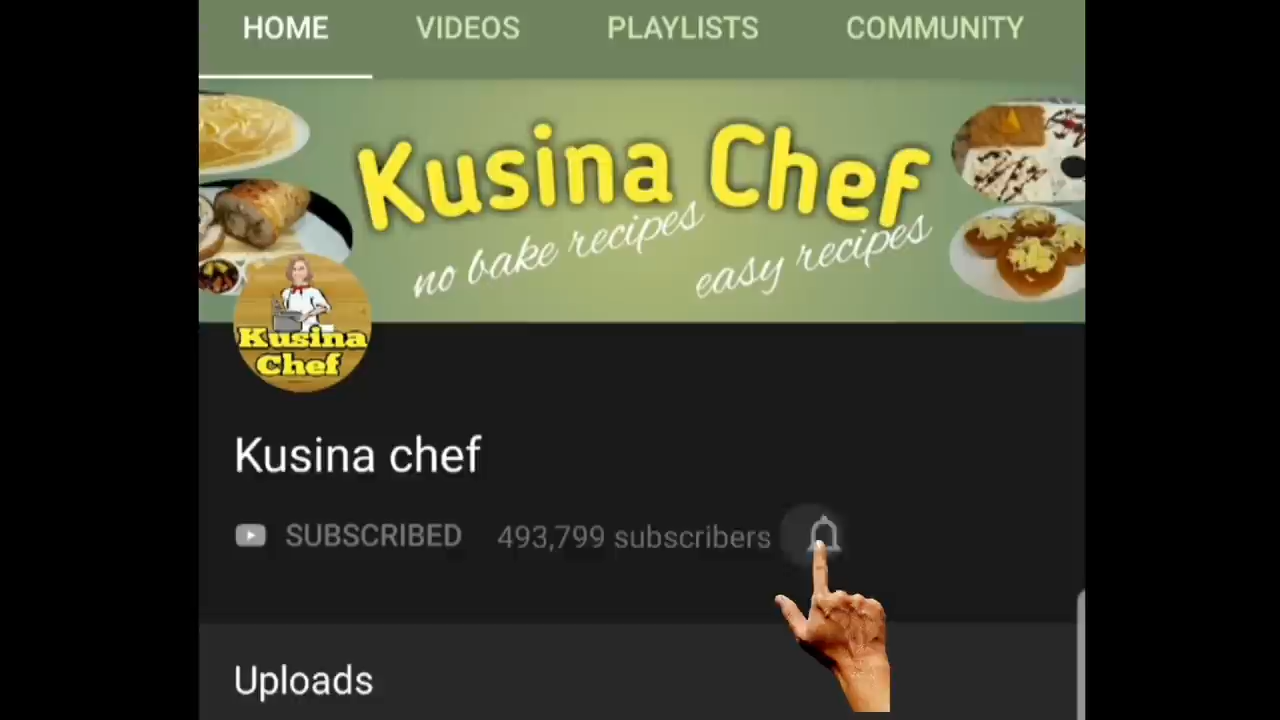 HOME VIDEOS PLAYLISTS COMMUNITY
Kusina Chef
no bake recipes
easy recipes
Kusina
Chef
Kusina chef
SUBSCRIBED 493,799 subscribers
Uploads